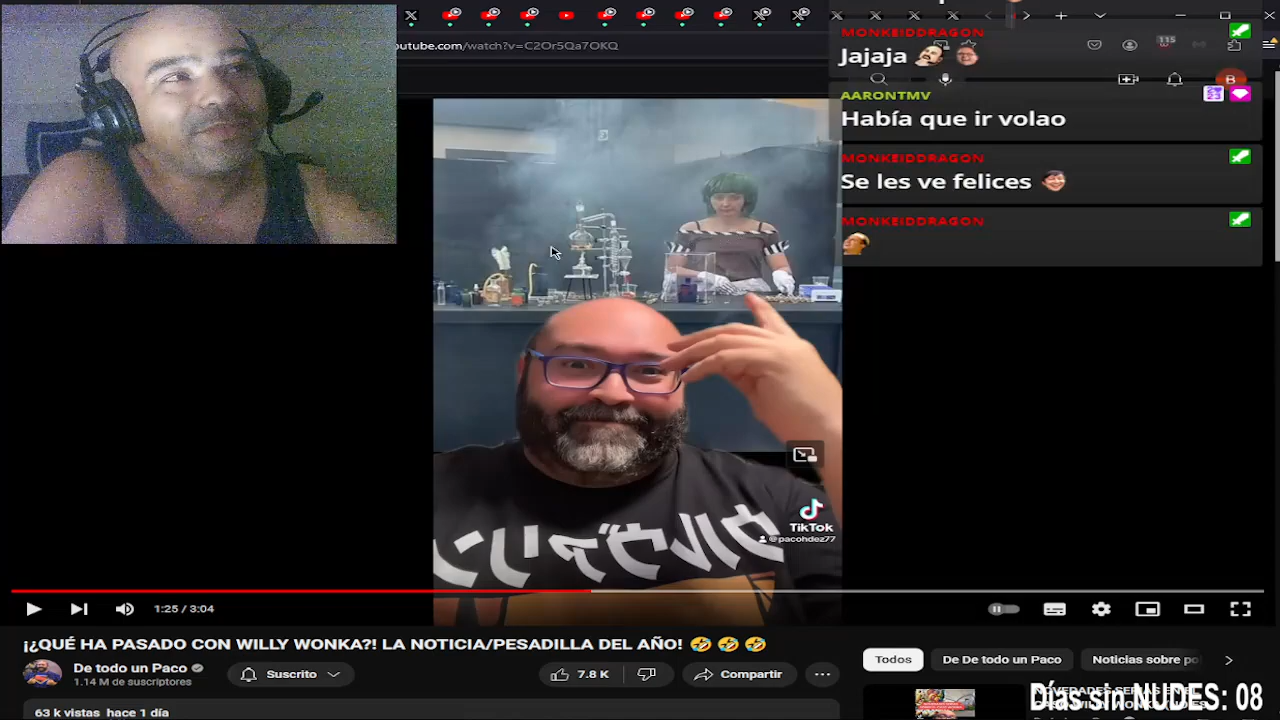 outube.com/watch?v=C2Or5Qa7OKQ
115
B
MONKEIDDRAGON
Jajaja
AARONTMV
Había que ir volao
MONKEIDDRAGON
Se les ve felices
MONKEIDDRAGON
TikTok
@pacohdez77
1:25 / 3:04
¡¿QUÉ HA PASADO CON WILLY WONKA?! LA NOTICIA/PESADILLA DEL AÑO! 🤣🤣🤣
De todo un Paco
1.14 M de suscriptores
Suscrito
7.8 K
Compartir
Todos
De De todo un Paco
Noticias sobre po
63 k vistas hace 1 día
Días sin NUDES: 08